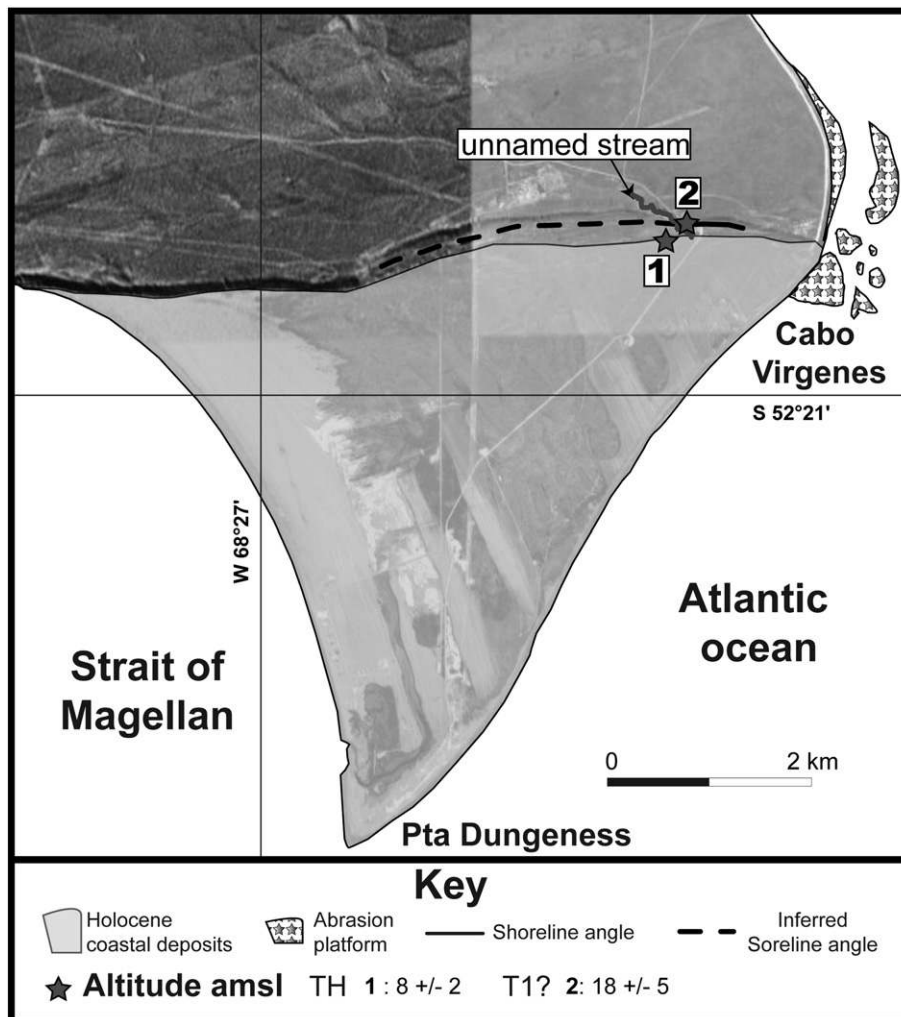 unnamed stream
2
1
Cabo
Virgenes
S 52°21'
W 68°27'
Atlantic
ocean
Strait of
Magellan
0 2 km
Pta Dungeness
Key
Holocene
coastal deposits
Abrasion
platform
Shoreline angle
Inferred
Soreline angle
Altitude amsl TH 1 : 8 +/- 2 T1? 2: 18 +/- 5